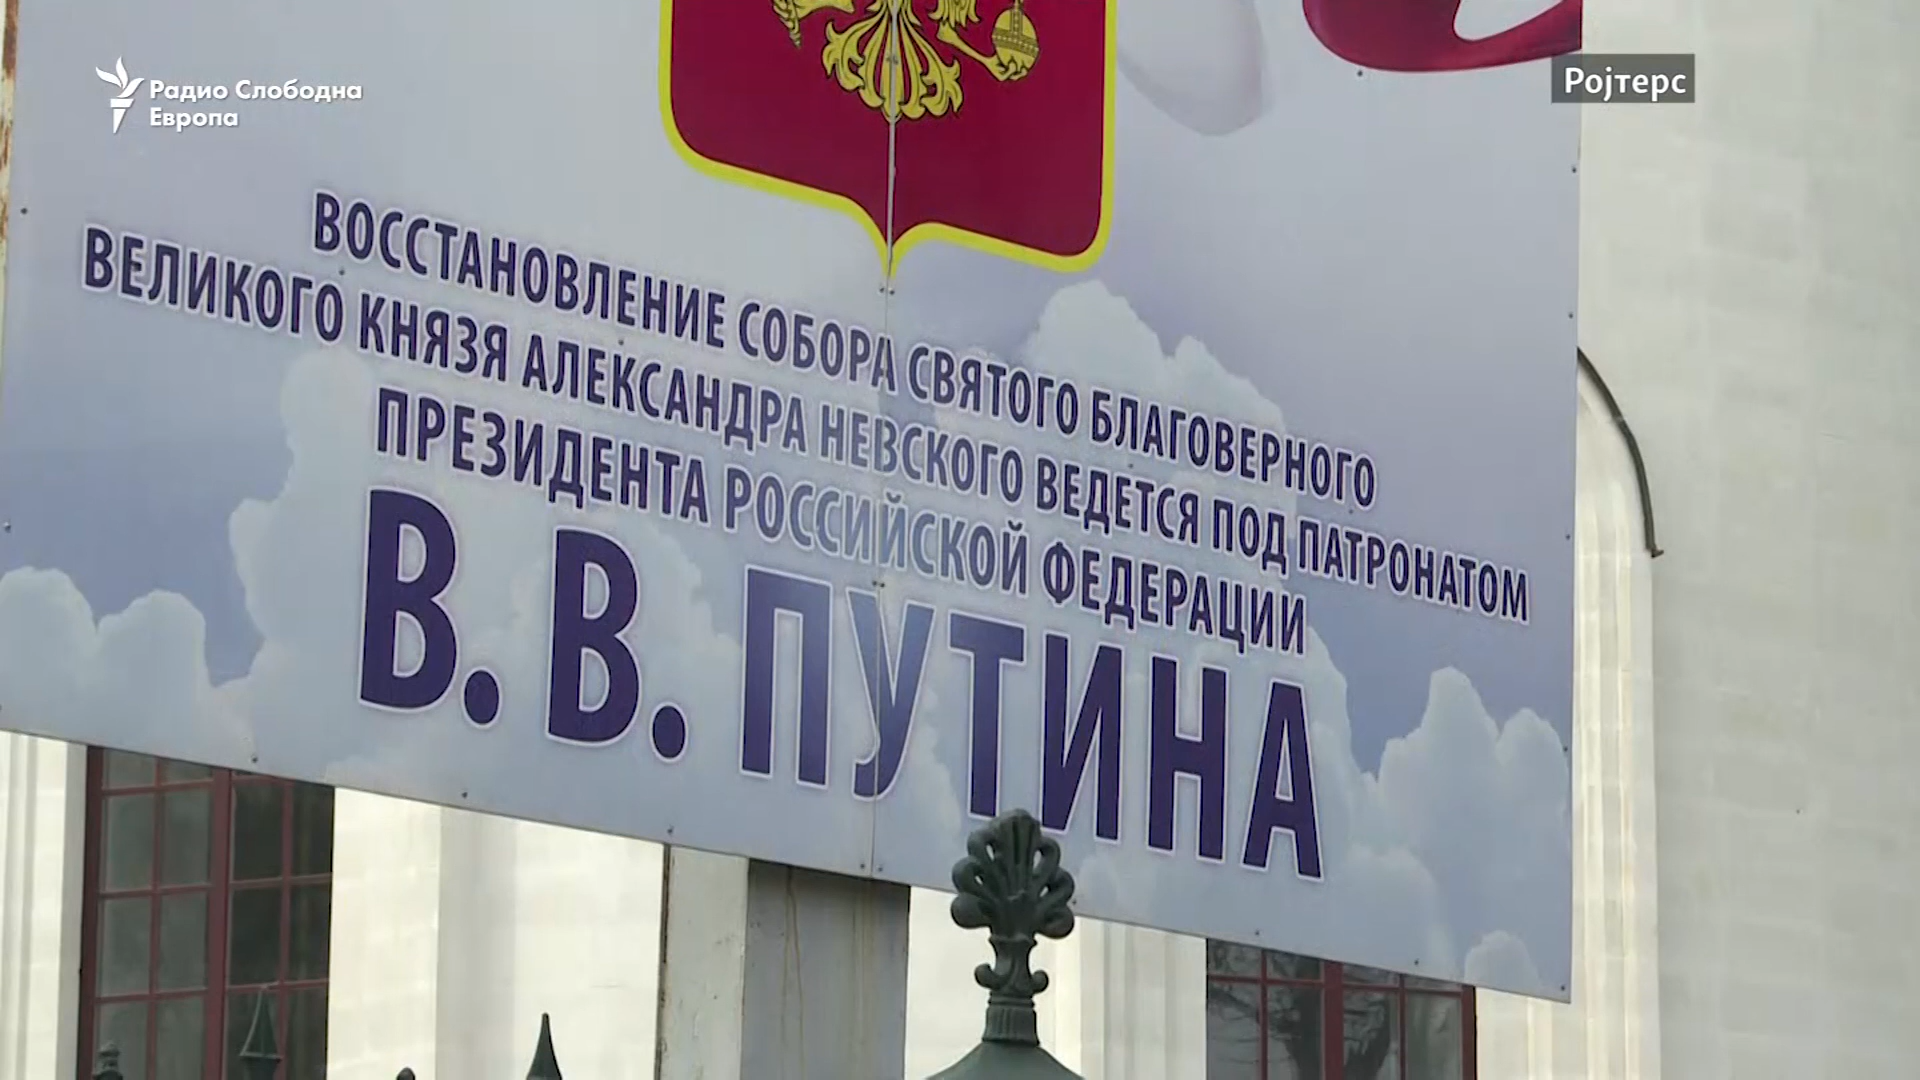 Радио Слободна
Европа
Ројтерс
ВОССТАНОВЛЕНИЕ СОБОРА СВЯТОГО БЛАГОВЕРНОГО
ВЕЛИКОГО КНЯЗЯ АЛЕКСАНДРА НЕВСКОГО ВЕДЕТСЯ ПОД ПАТРОНАТОМ
ПРЕЗИДЕНТА РОССИЙСКОЙ ФЕДЕРАЦИИ
В. В. ПУТИНА